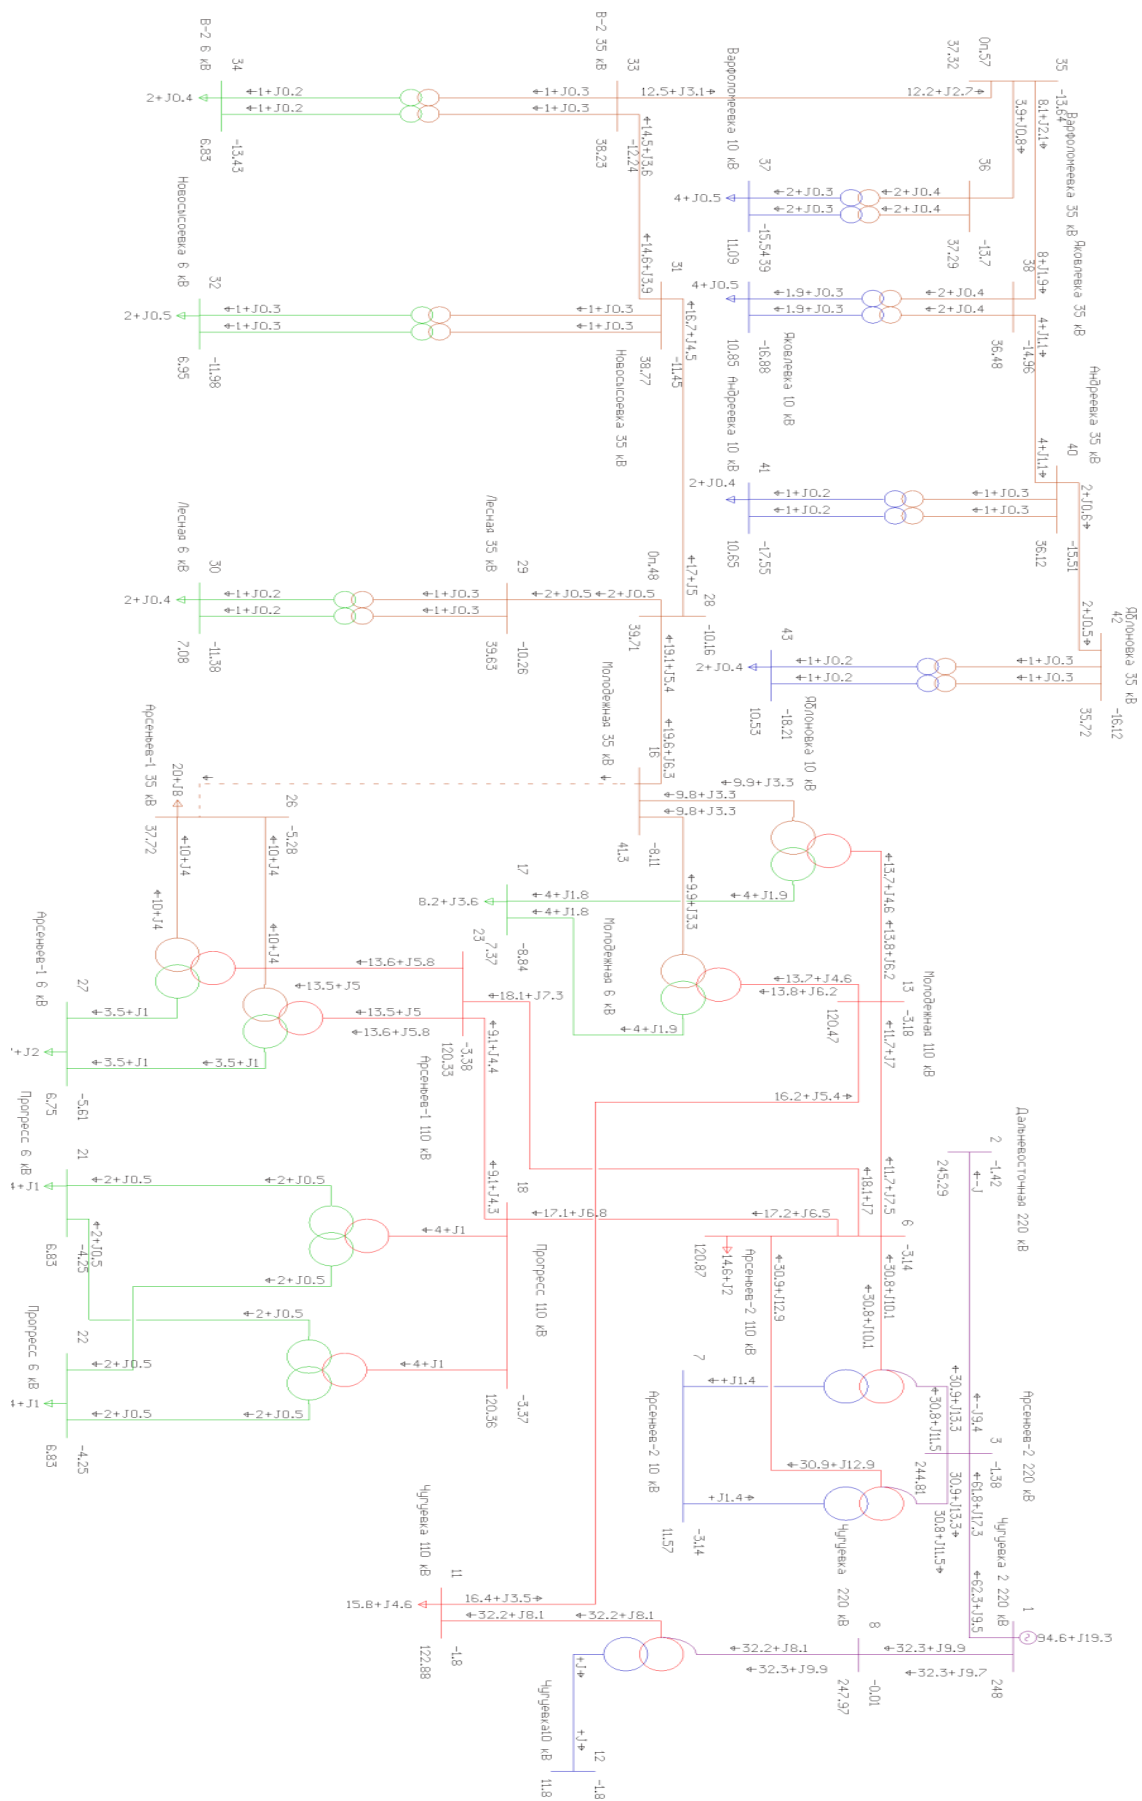 В-2 6 кВ
34
2+J0.4
6.83
-13.43
←1+J0.2
←1+J0.2
←1+J0.3
←1+J0.3
В-2 35 кВ
33
38.23
-12.24
12.5+J3.1→
12.2+J2.7→
Оп.57
37.32
35
-13.64
3.9+J0.8→
8.1+J2.1→
Варфоломеевка 35 кВ
36
37.29
-13.7
←2+J0.4
←2+J0.4
←2+J0.3
←2+J0.3
Варфоломеевка 10 кВ
37
4+J0.5
11.09
-15.54
←14.5+J3.6
←14.6+J3.9
Новосысоевка 6 кВ
32
2+J0.5
6.95
-11.98
←1+J0.3
←1+J0.3
←1+J0.3
←1+J0.3
31
38.77
-11.45
Новосысоевка 35 кВ
←16.7+J4.5
←17+J5
39
4+J0.5
10.85
-16.88
Яковлевка 10 кВ
←1.9+J0.3
←1.9+J0.3
←2+J0.4
←2+J0.4
8+J1.9→
Яковлевка 35 кВ
38
36.48
-14.96
4+J1.1→
4+J1.1→
Андреевка 10 кВ
41
2+J0.4
10.65
-17.55
←1+J0.2
←1+J0.2
←1+J0.3
←1+J0.3
Андреевка 35 кВ
40
36.12
-15.51
2+J0.6→
2+J0.5→
Лесная 6 кВ
30
2+J0.4
7.08
-11.38
←1+J0.2
←1+J0.2
←1+J0.3
←1+J0.3
Лесная 35 кВ
29
39.63
-10.26
←2+J0.5
←2+J0.5
Оп.48
28
39.71
-10.16
←19.1+J5.4
←19.6+J6.3
43
2+J0.4
10.53
-18.21
Яблоновка 10 кВ
←1+J0.2
←1+J0.2
←1+J0.3
←1+J0.3
Яблоновка 35 кВ
42
35.72
-16.12
Молодежная 35 кВ
16
41.3
-8.11
←9.9+J3.3
←9.8+J3.3
←9.8+J3.3
←9.9+J3.3
Арсеньев-1 35 кВ
20+J8
26
37.72
-5.28
←10+J4
←10+J4
←10+J4
←10+J4
17
8.2+J3.6
7.37
-8.84
Молодежная 6 кВ
←4+J1.8
←4+J1.8
←4+J1.9
←4+J1.9
←13.7+J4.6
←13.8+J6.2
←13.7+J4.6
←13.8+J6.2
Молодежная 110 кВ
13
120.47
-3.18
←11.7+J7
←11.7+J7.5
16.2+J5.4→
Арсеньев-1 6 кВ
27
+J2
6.75
-5.61
←3.5+J1
←3.5+J1
←3.5+J1
←13.6+J5.8
←13.5+J5
←13.5+J5
←13.6+J5.8
23
120.33
-3.38
Арсеньев-1 110 кВ
←18.1+J7.3
←18.1+J7
←9.1+J4.4
←9.1+J4.3
Прогресс 6 кВ
21
+J1
6.83
-4.25
←2+J0.5
←2+J0.5
←2+J0.5
←2+J0.5
←4+J1
Прогресс 110 кВ
18
120.36
-3.37
←17.1+J6.8
←17.2+J6.5
Прогресс 6 кВ
22
+J1
6.83
-4.25
←2+J0.5
←2+J0.5
←2+J0.5
←2+J0.5
←4+J1
Арсеньев-2 110 кВ
6
120.87
-3.14
14.6+J2
←30.9+J12.9
←30.8+J10.1
←30.8+J10.1
←30.9+J12.9
Дальневосточная 220 кВ
2
245.29
-1.42
←-J
←-J9.4
Арсеньев-2 10 кВ
7
11.57
-3.14
←+J1.4
+J1.4→
←30.9+J13.3
←30.8+J11.5
30.9+J13.3→
30.8+J11.5→
Арсеньев-2 220 кВ
3
244.81
-1.38
←61.8+J17.3
←62.3+J9.5
Чугуевка 110 кВ
11
15.8+J4.6
122.88
-1.8
16.4+J3.5→
←32.2+J8.1
←32.2+J8.1
Чугуевка 220 кВ
8
247.97
-0.01
←32.2+J8.1
←32.3+J9.9
←32.3+J9.9
←32.3+J9.7
Чугуевка 2 220 кВ
1
94.6+J19.3
248
Чугуевка10 кВ
12
11.8
-1.8
+J→
+J→